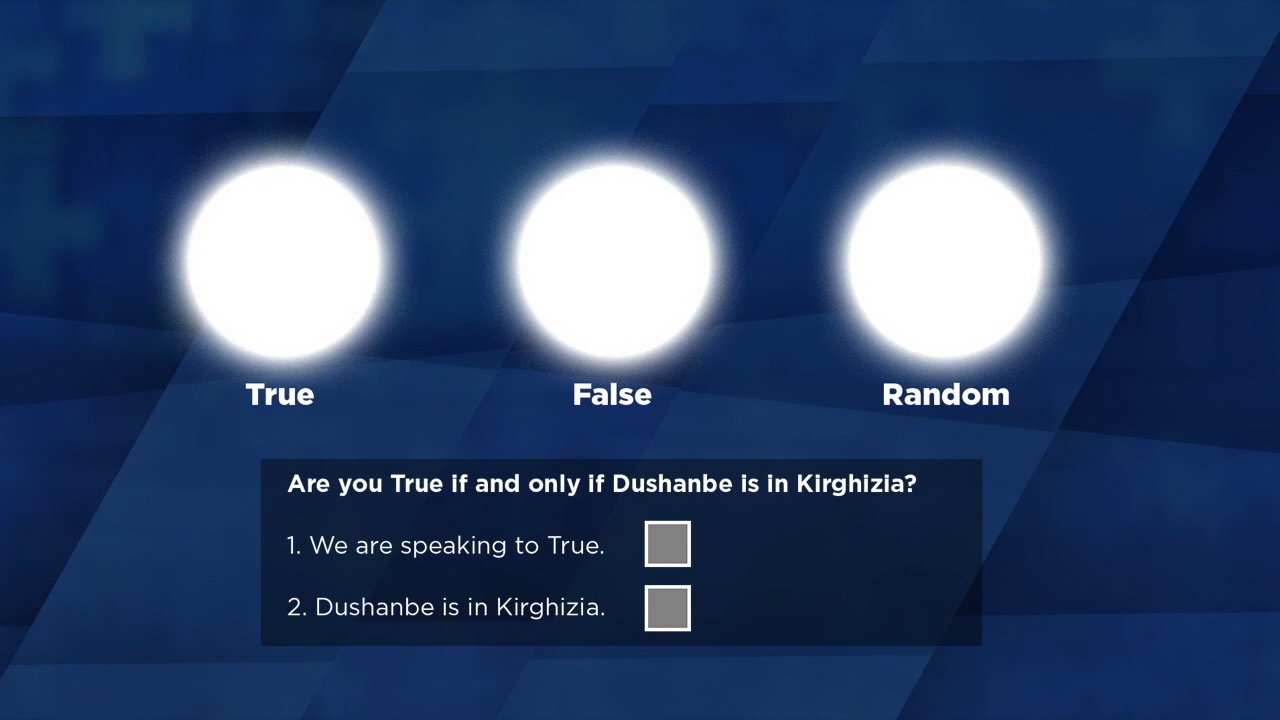 True
False
Random
Are you True if and only if Dushanbe is in Kirghizia?
1. We are speaking to True.
2. Dushanbe is in Kirghizia.